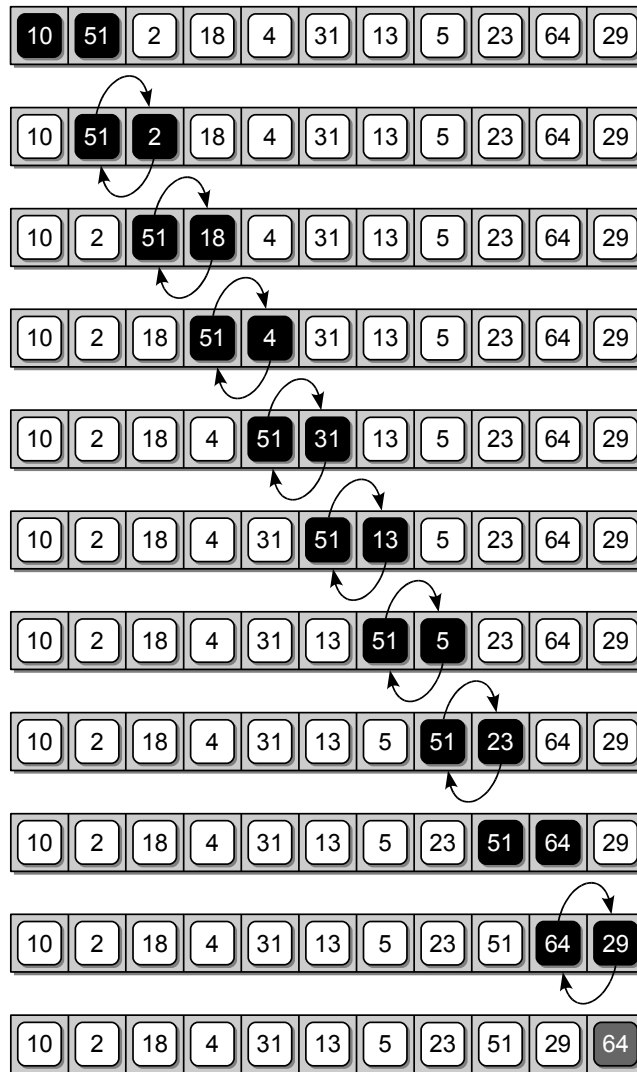 10 51 2 18 4 31 13 5 23 64 29
10 51 2 18 4 31 13 5 23 64 29
10 2 51 18 4 31 13 5 23 64 29
10 2 18 51 4 31 13 5 23 64 29
10 2 18 4 51 31 13 5 23 64 29
10 2 18 4 31 51 13 5 23 64 29
10 2 18 4 31 13 51 5 23 64 29
10 2 18 4 31 13 5 51 23 64 29
10 2 18 4 31 13 5 23 51 64 29
10 2 18 4 31 13 5 23 51 64 29
10 2 18 4 31 13 5 23 51 29 64